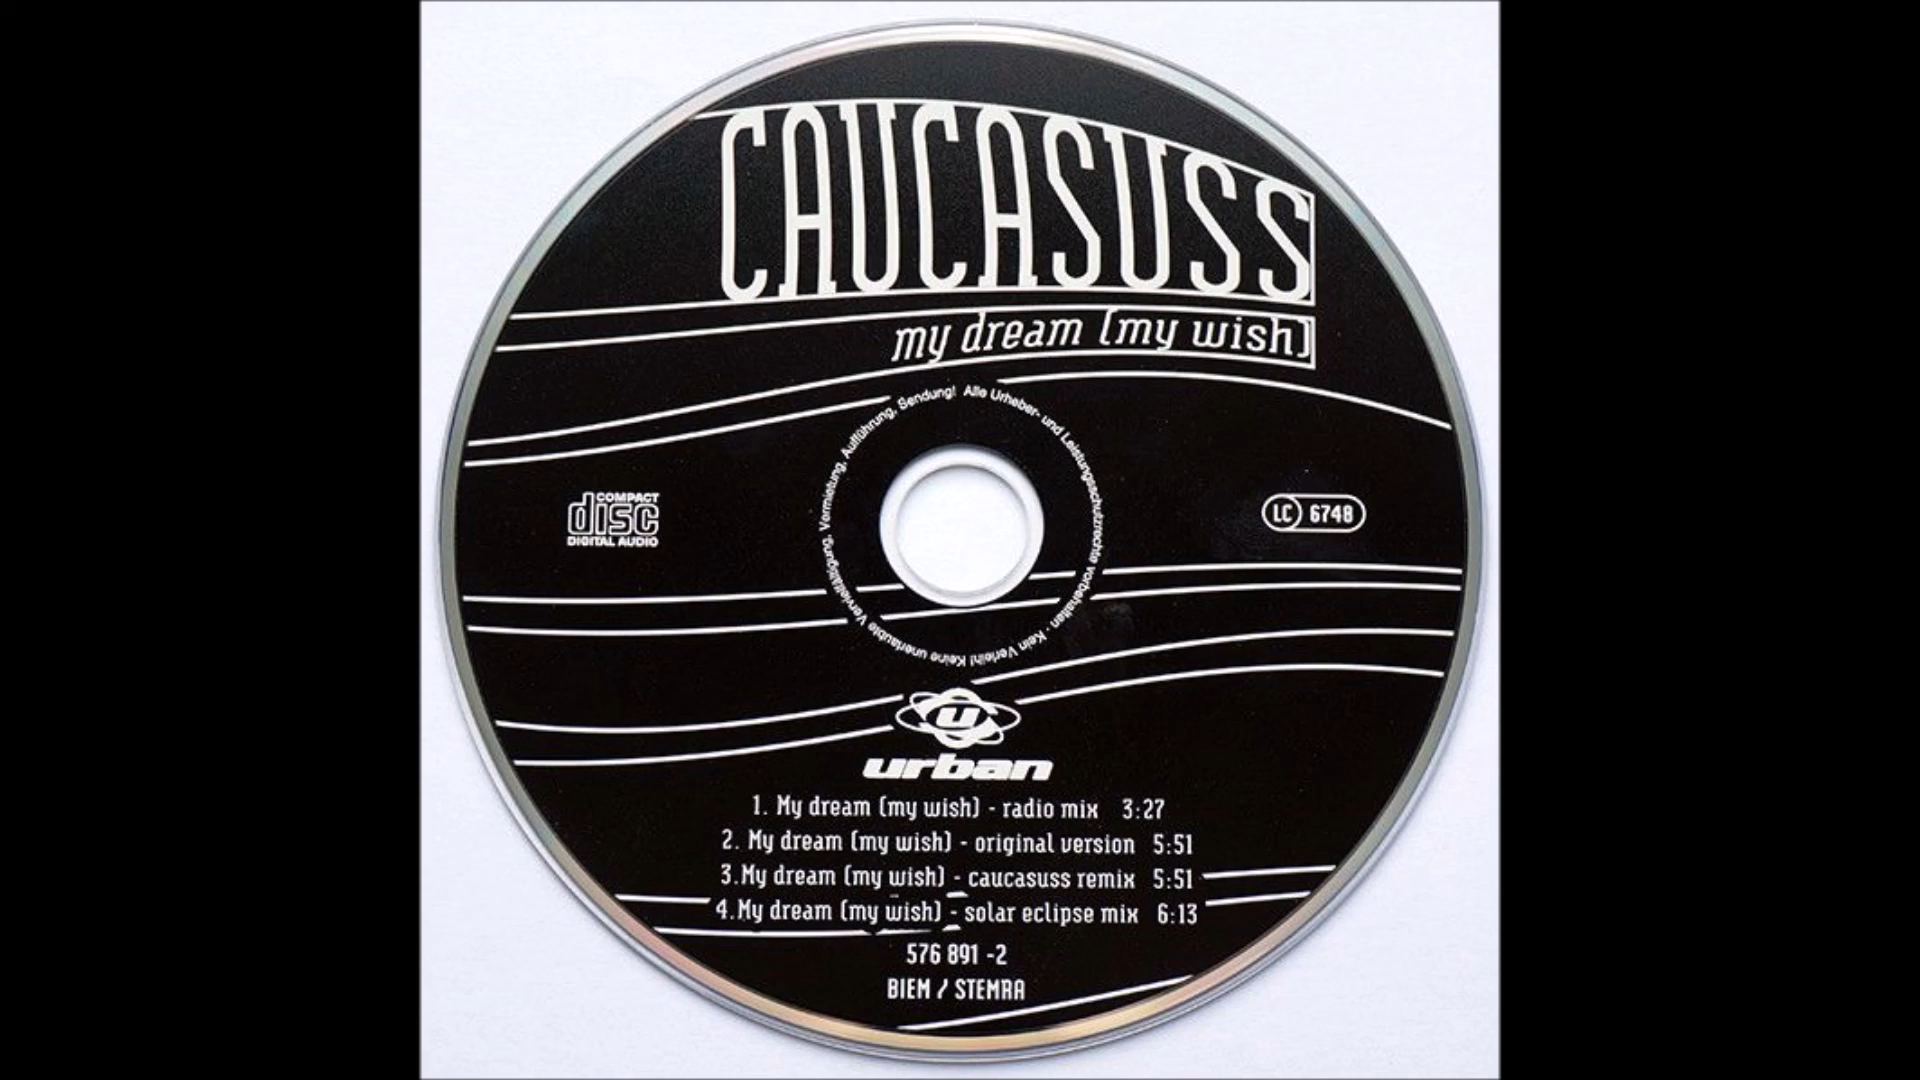 CAUCASUSS
my dream (my wish)
Alle Urheber- und Leistungsschutzrechte vorbehalten · Kein Verleih! Keine unerlaubte Vervielfältigung, Vermietung, Aufführung, Sendung!
COMPACT
disc
DIGITAL AUDIO
LC 6748
u
urban
1. My dream (my wish) - radio mix 3:27
2. My dream (my wish) - original version 5:51
3.My dream (my wish) - caucasuss remix 5:51
4.My dream (my wish) - solar eclipse mix 6:13
576 891 -2
BIEM / STEMRA